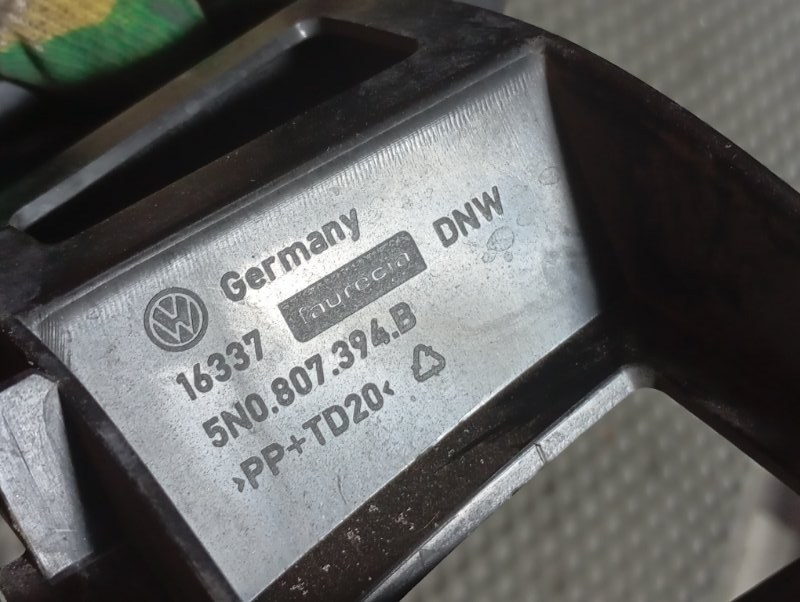 Germany DNW
16337 faurecia
5N0.807.394.B
>PP+TD20<